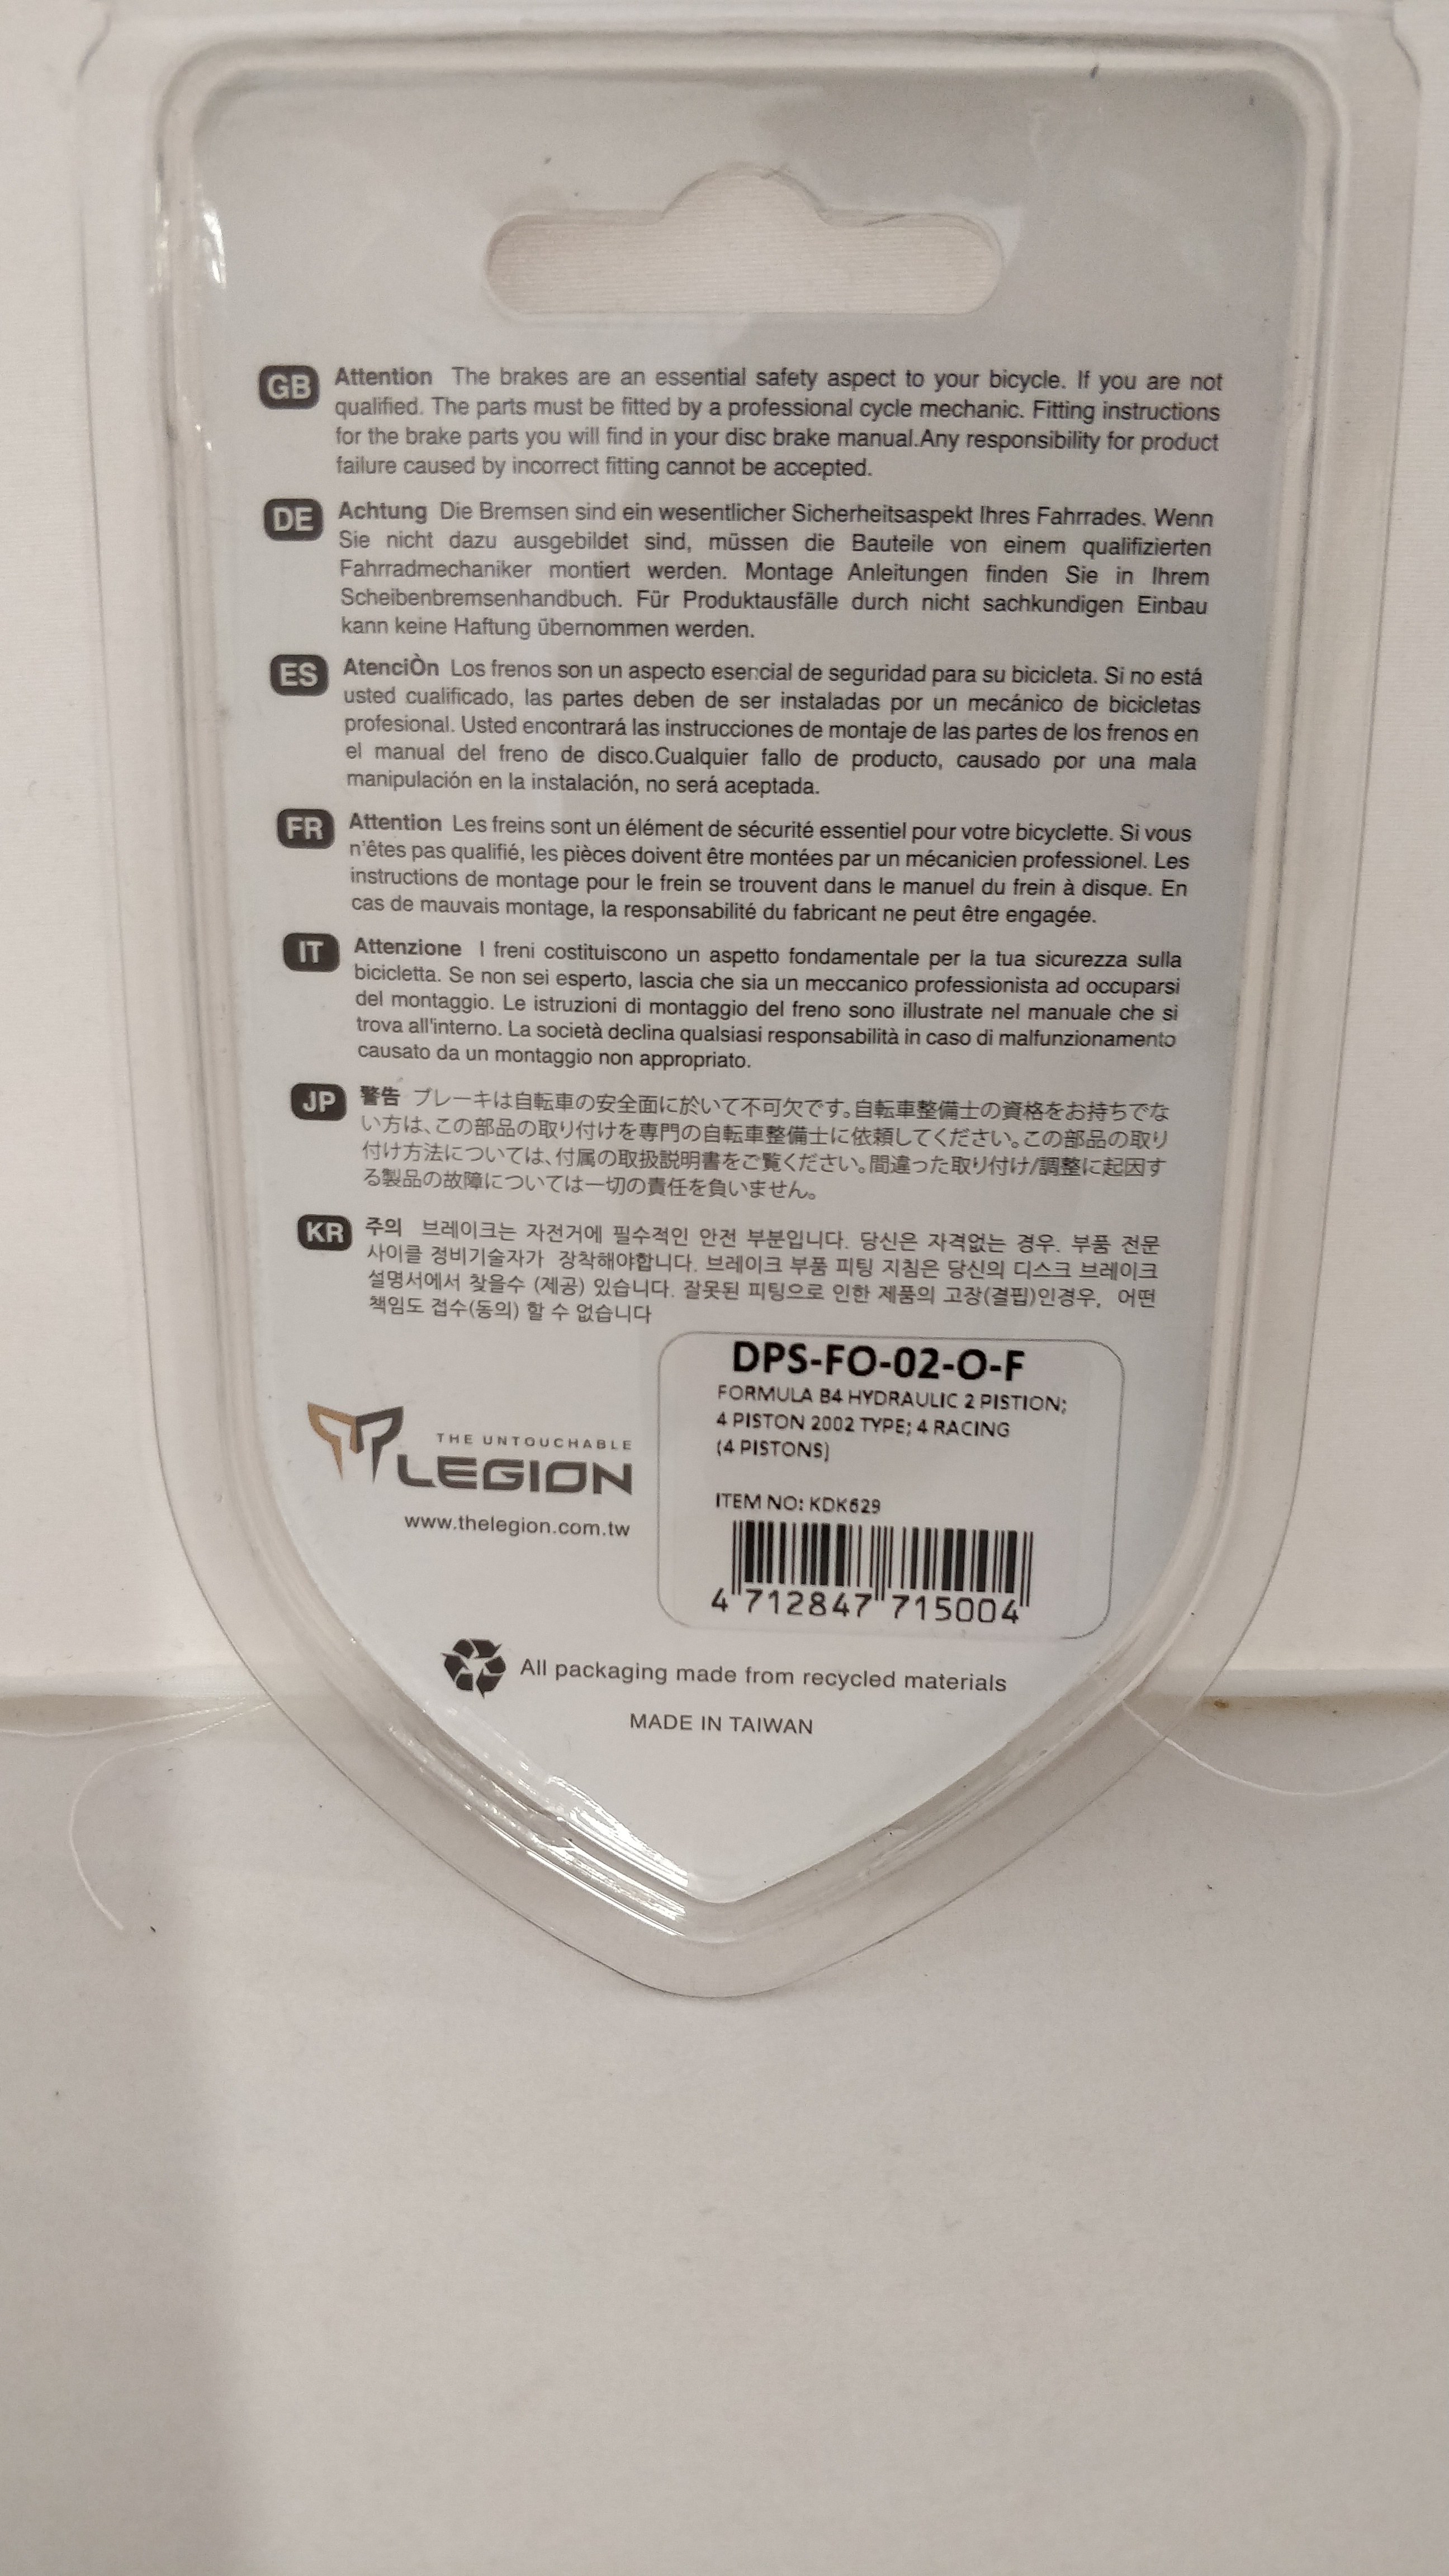 GB Attention The brakes are an essential safety aspect to your bicycle. If you are not
qualified. The parts must be fitted by a professional cycle mechanic. Fitting instructions
for the brake parts you will find in your disc brake manual.Any responsibility for product
failure caused by incorrect fitting cannot be accepted.
DE Achtung Die Bremsen sind ein wesentlicher Sicherheitsaspekt Ihres Fahrrades. Wenn
Sie nicht dazu ausgebildet sind, müssen die Bauteile von einem qualifizierten
Fahrradmechaniker montiert werden. Montage Anleitungen finden Sie in Ihrem
Scheibenbremsenhandbuch. Für Produktausfälle durch nicht sachkundigen Einbau
kann keine Haftung übernommen werden.
ES AtenciÒn Los frenos son un aspecto esencial de seguridad para su bicicleta. Si no está
usted cualificado, las partes deben de ser instaladas por un mecánico de bicicletas
profesional. Usted encontrará las instrucciones de montaje de las partes de los frenos en
el manual del freno de disco.Cualquier fallo de producto, causado por una mala
manipulación en la instalación, no será aceptada.
FR Attention Les freins sont un élément de sécurité essentiel pour votre bicyclette. Si vous
n'êtes pas qualifié, les pièces doivent être montées par un mécanicien professionel. Les
instructions de montage pour le frein se trouvent dans le manuel du frein à disque. En
cas de mauvais montage, la responsabilité du fabricant ne peut être engagée.
IT Attenzione I freni costituiscono un aspetto fondamentale per la tua sicurezza sulla
bicicletta. Se non sei esperto, lascia che sia un meccanico professionista ad occuparsi
del montaggio. Le istruzioni di montaggio del freno sono illustrate nel manuale che si
trova all'interno. La società declina qualsiasi responsabilità in caso di malfunzionamento
causato da un montaggio non appropriato.
JP 警告 ブレーキは自転車の安全面に於いて不可欠です。自転車整備士の資格をお持ちでな
い方は、この部品の取り付けを専門の自転車整備士に依頼してください。この部品の取り
付け方法については、付属の取扱説明書をご覧ください。間違った取り付け/調整に起因す
る製品の故障については一切の責任を負いません。
KR 주의 브레이크는 자전거에 필수적인 안전 부분입니다. 당신은 자격없는 경우. 부품 전문
사이클 정비기술자가 장착해야합니다. 브레이크 부품 피팅 지침은 당신의 디스크 브레이크
설명서에서 찾을수 (제공) 있습니다. 잘못된 피팅으로 인한 제품의 고장(결핍)인경우, 어떤
책임도 접수(동의) 할 수 없습니다
DPS-FO-02-O-F
FORMULA B4 HYDRAULIC 2 PISTION;
4 PISTON 2002 TYPE; 4 RACING
(4 PISTONS)
ITEM NO: KDK629
4 712847 715004
THE UNTOUCHABLE
LEGION
www.thelegion.com.tw
All packaging made from recycled materials
MADE IN TAIWAN